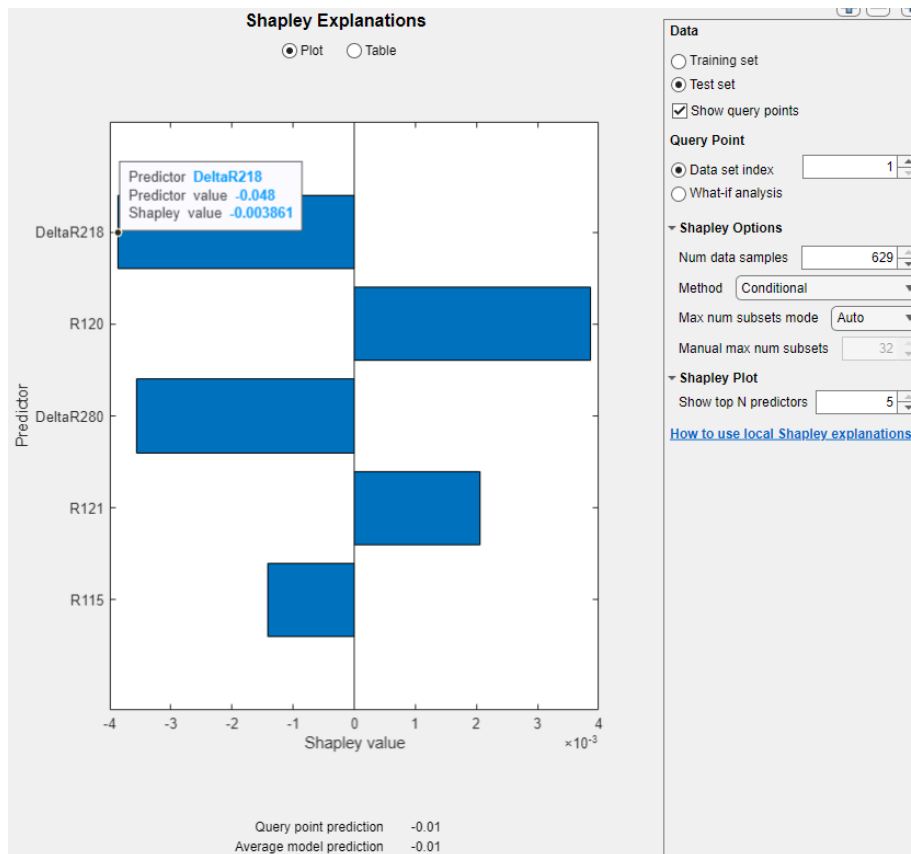 Shapley Explanations
Plot
Table
Predictor DeltaR218
Predictor value -0.048
Shapley value -0.003861
DeltaR218
R120
DeltaR280
R121
R115
Predictor
-4
-3
-2
-1
0
1
2
3
4
Shapley value
×10-3
Query point prediction -0.01
Average model prediction -0.01
Data
Training set
Test set
Show query points
Query Point
Data set index 1
What-if analysis
Shapley Options
Num data samples 629
Method Conditional
Max num subsets mode Auto
Manual max num subsets 32
Shapley Plot
Show top N predictors 5
How to use local Shapley explanations